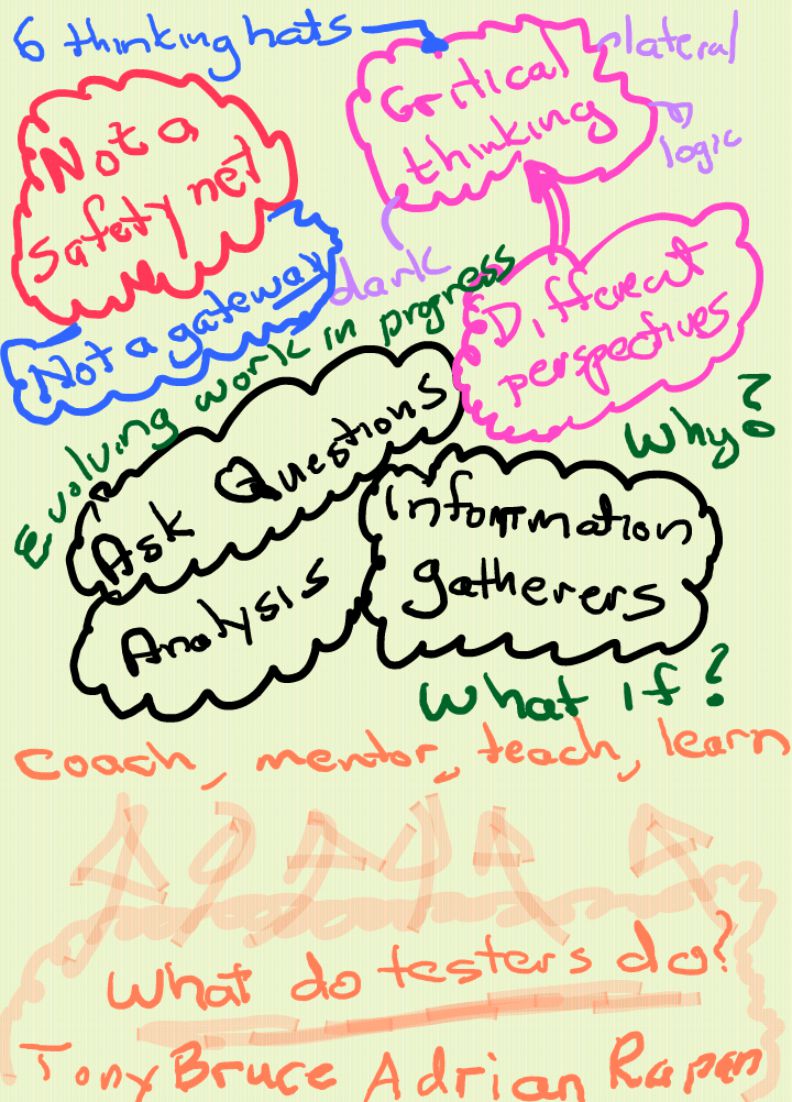 6 thinking hats
lateral
Critical
thinking
logic
dark
Not a
safety net
Not a gateway
Different
perspectives
Evolving work in progress
Why?
Ask Questions
Information
gatherers
Analysis
What if?
coach, mentor, teach, learn
What do testers do?
Tony Bruce Adrian Rapan